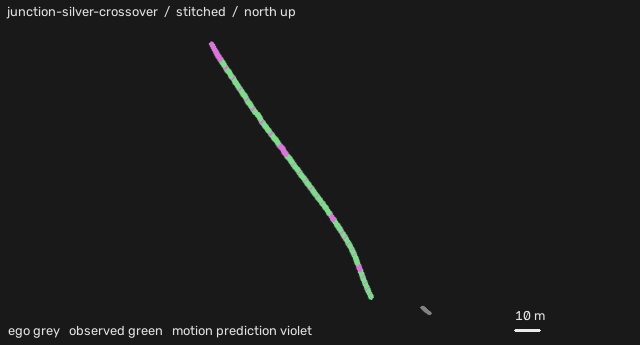 junction-silver-crossover / stitched / north up
10 m
ego grey observed green motion prediction violet